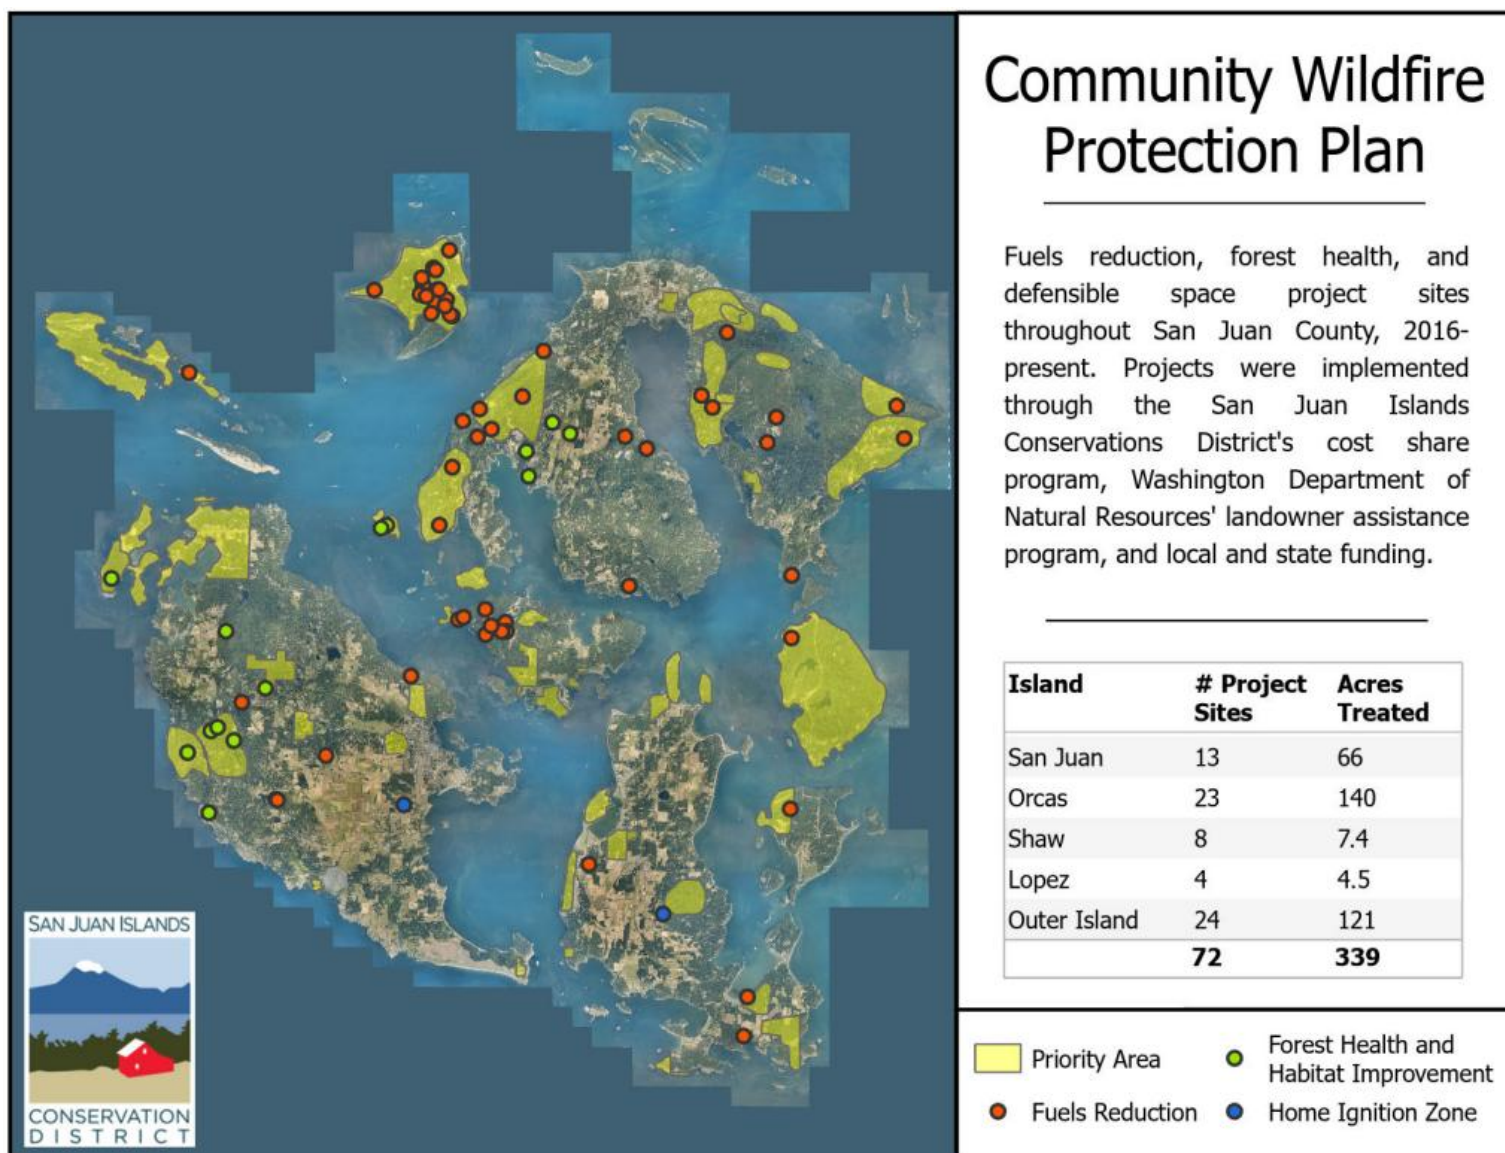 Community Wildfire
Protection Plan
Fuels reduction, forest health, and
defensible space project sites
throughout San Juan County, 2016-
present. Projects were implemented
through the San Juan Islands
Conservations District's cost share
program, Washington Department of
Natural Resources' landowner assistance
program, and local and state funding.
Island # Project Sites Acres Treated
San Juan 13 66
Orcas 23 140
Shaw 8 7.4
Lopez 4 4.5
Outer Island 24 121
72 339
Priority Area
Forest Health and
Habitat Improvement
Fuels Reduction
Home Ignition Zone
SAN JUAN ISLANDS
CONSERVATION
DISTRICT